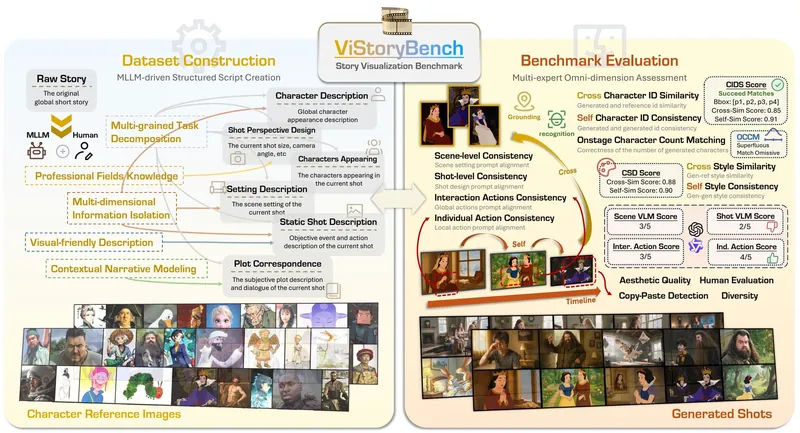 ViStoryBench
Story Visualization Benchmark
Dataset Construction
MLLM-driven Structured Script Creation
Raw Story
The original
global short story
MLLM
Human
Multi-grained Task
Decomposition
Professional Fields Knowledge
Multi-dimensional
Information Isolation
Visual-friendly Description
Contextual Narrative Modeling
Character Description
Global character
appearance description
Shot Perspective Design
The current shot size, camera
angle, etc
Characters Appearing
The characters appearing
in the current shot
Setting Description
The scene setting of the
current shot
Static Shot Description
Objective event and action
description of the current shot
Plot Correspondence
The subjective plot description
and dialogue of the current shot
Character Reference Images
Benchmark Evaluation
Multi-expert Omni-dimension Assessment
Grounding
recognition
Cross Character ID Similarity
Generated and reference id similarity
Self Character ID Consistency
Generated and generated id consistency
Onstage Character Count Matching
Correctness of the number of generated characters
CIDS Score
Succeed Matches
Bbox: [p1, p2, p3, p4]
Cross-Sim Score: 0.85
Self-Sim Score: 0.91
OCCM
Superfluous
Match Omissive
Scene-level Consistency
Scene setting prompt alignment
Shot-level Consistency
Shot design prompt alignment
Interaction Actions Consistency
Global actions prompt alignment
Individual Action Consistency
Local action prompt alignment
Cross
Self
Timeline
CSD Score
Cross-Sim Score: 0.88
Self-Sim Score: 0.90
Cross Style Similarity
Gen-ref style similarity
Self Style Consistency
Gen-gen style consistency
Scene VLM Score
3/5
Shot VLM Score
2/5
Inter. Action Score
3/5
Ind. Action Score
4/5
Aesthetic Quality
Human Evaluation
Copy-Paste Detection
Diversity
Generated Shots